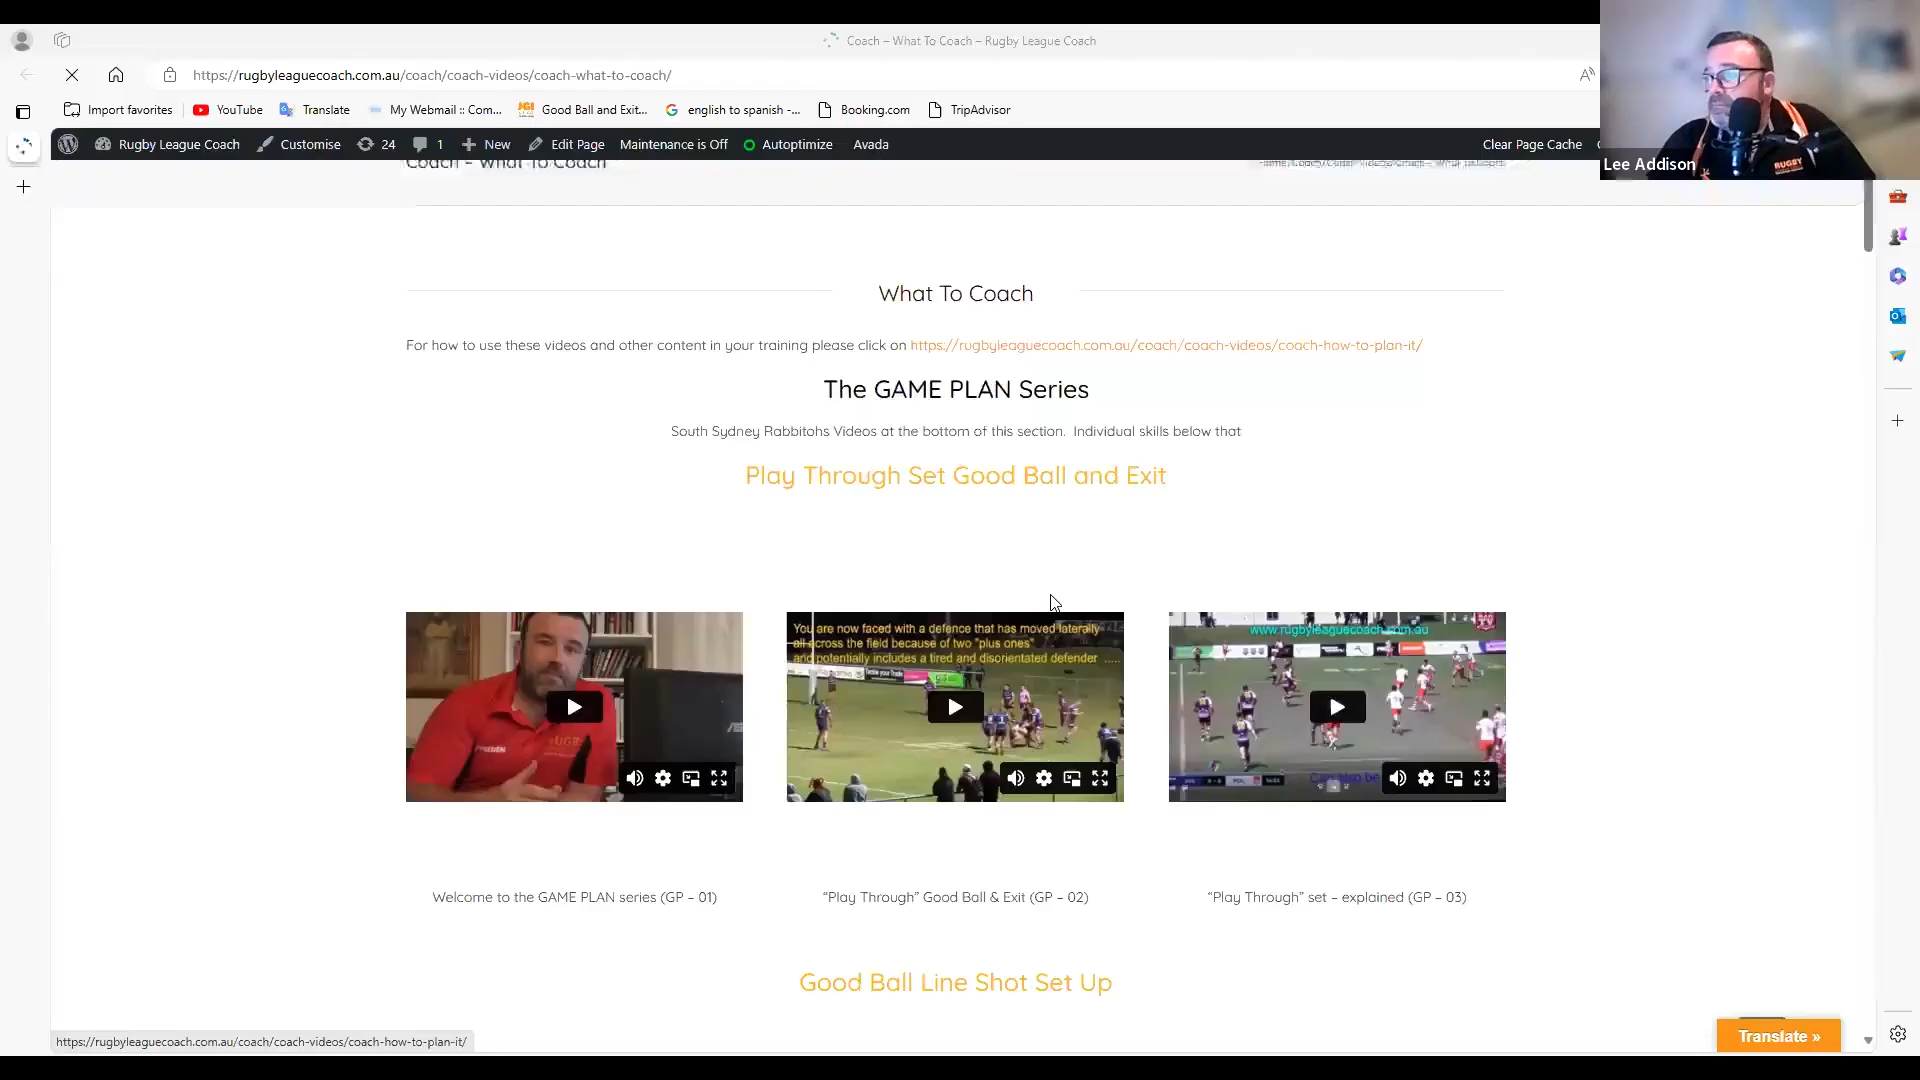 Coach – What To Coach – Rugby League Coach
https://rugbyleaguecoach.com.au/coach/coach-videos/coach-what-to-coach/
Import favorites
YouTube
Translate
My Webmail :: Com...
Good Ball and Exit...
english to spanish -...
Booking.com
TripAdvisor
Rugby League Coach
Customise
24
1
New
Edit Page
Maintenance is Off
Autoptimize
Avada
Clear Page Cache
Lee Addison
RUGBY
Coach – What To Coach
What To Coach
For how to use these videos and other content in your training please click on https://rugbyleaguecoach.com.au/coach/coach-videos/coach-how-to-plan-it/
The GAME PLAN Series
South Sydney Rabbitohs Videos at the bottom of this section. Individual skills below that
Play Through Set Good Ball and Exit
You are now faced with a defence that has moved laterally
all across the field because of two "plus ones"
and potentially includes a tired and disorientated defender .....
www.rugbyleaguecoach.com.au
Can also be
Welcome to the GAME PLAN series (GP – 01)
“Play Through” Good Ball & Exit (GP – 02)
“Play Through” set – explained (GP – 03)
Good Ball Line Shot Set Up
https://rugbyleaguecoach.com.au/coach/coach-videos/coach-how-to-plan-it/
Translate »